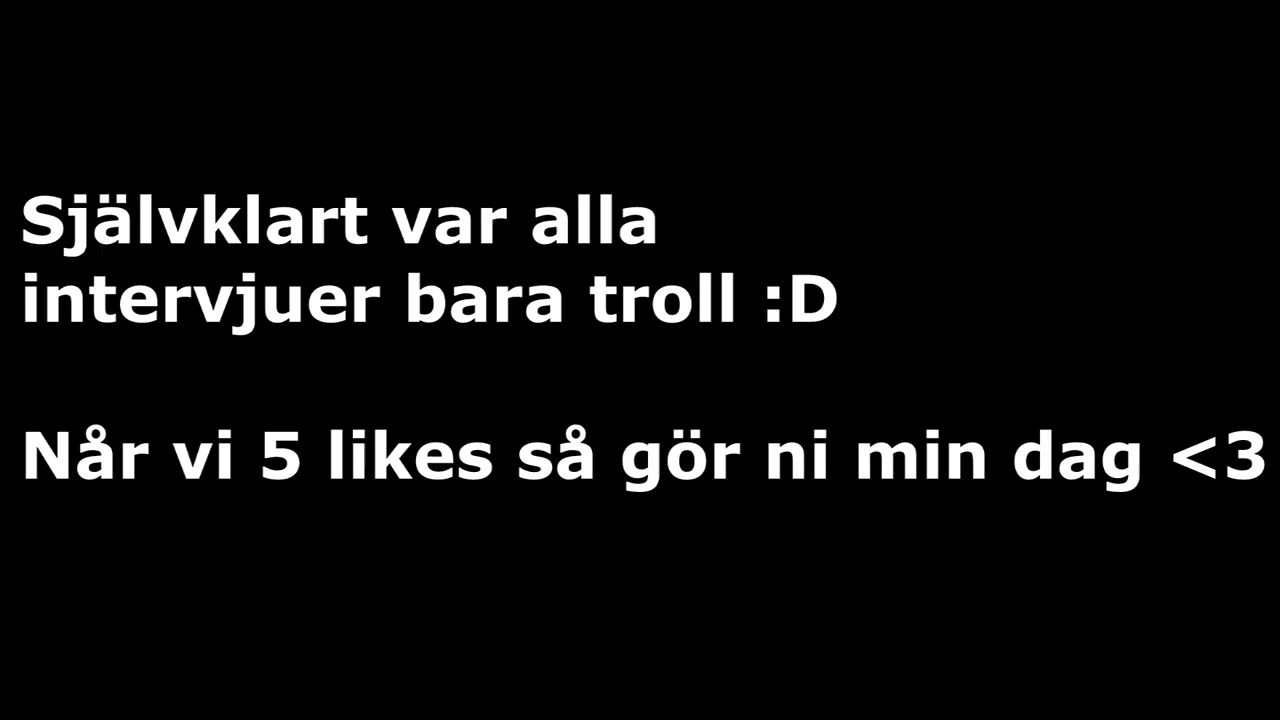 Självklart var alla
intervjuer bara troll :D
Når vi 5 likes så gör ni min dag <3